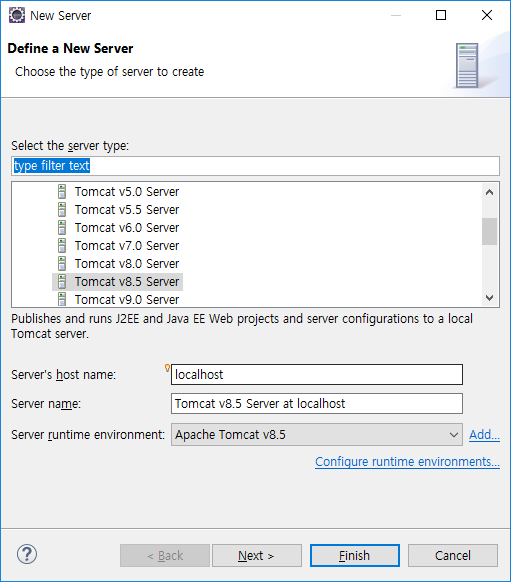 New Server
Define a New Server
Choose the type of server to create
Select the server type:
type filter text
Tomcat v5.0 Server
Tomcat v5.5 Server
Tomcat v6.0 Server
Tomcat v7.0 Server
Tomcat v8.0 Server
Tomcat v8.5 Server
Tomcat v9.0 Server
Publishes and runs J2EE and Java EE Web projects and server configurations to a local
Tomcat server.
Server's host name: localhost
Server name: Tomcat v8.5 Server at localhost
Server runtime environment: Apache Tomcat v8.5 Add...
Configure runtime environments...
? < Back Next > Finish Cancel